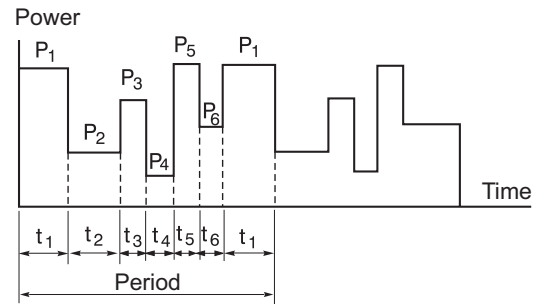 Power
P1 P2 P3 P4 P5 P6 P1
Time
t1 t2 t3 t4 t5 t6 t1
Period